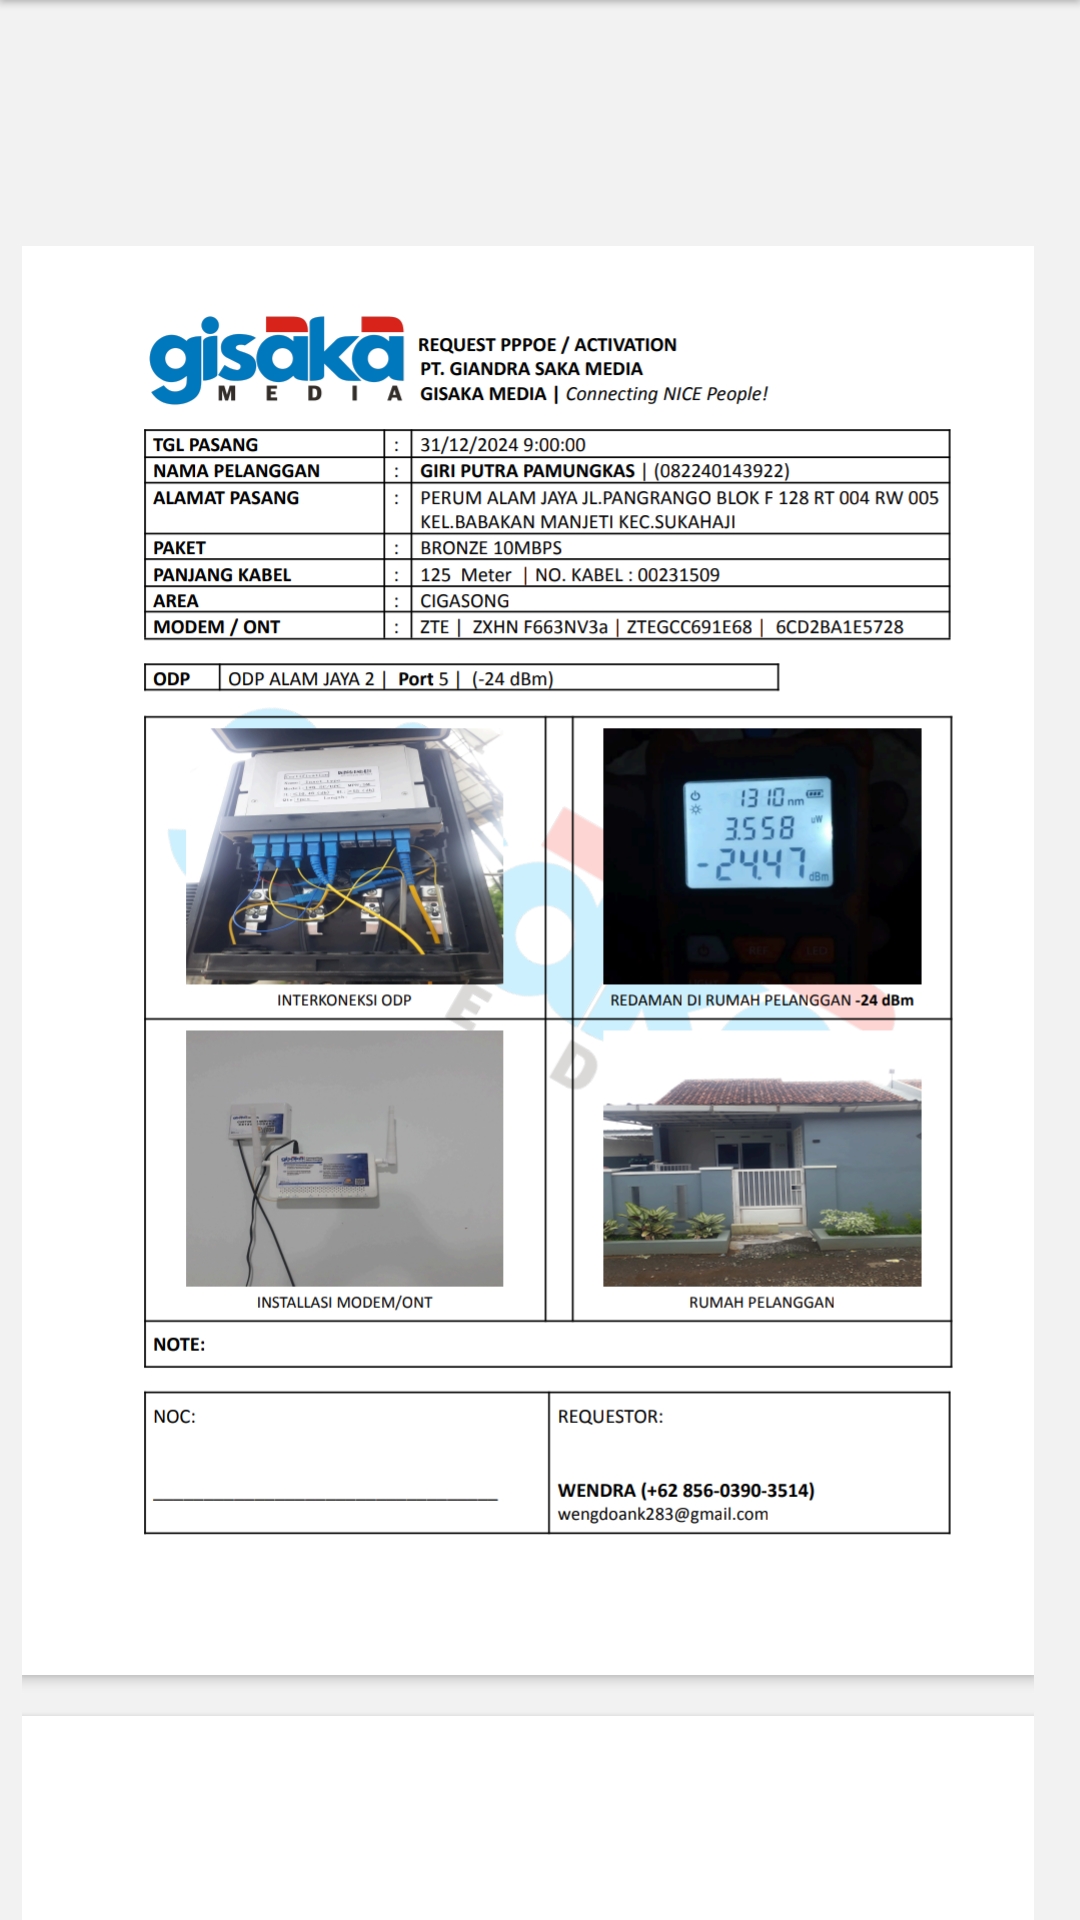 gisaka
MEDIA
REQUEST PPPOE / ACTIVATION
PT. GIANDRA SAKA MEDIA
GISAKA MEDIA | Connecting NICE People!
TGL PASANG : 31/12/2024 9:00:00
NAMA PELANGGAN : GIRI PUTRA PAMUNGKAS | (082240143922)
ALAMAT PASANG : PERUM ALAM JAYA JL.PANGRANGO BLOK F 128 RT 004 RW 005
KEL.BABAKAN MANJETI KEC.SUKAHAJI
PAKET : BRONZE 10MBPS
PANJANG KABEL : 125 Meter | NO. KABEL : 00231509
AREA : CIGASONG
MODEM / ONT : ZTE | ZXHN F663NV3a | ZTEGCC691E68 | 6CD2BA1E5728
ODP ODP ALAM JAYA 2 | Port 5 | (-24 dBm)
1310 nm
3.558 uW
-24.47 dBm
INTERKONEKSI ODP
REDAMAN DI RUMAH PELANGGAN -24 dBm
E
D
INSTALLASI MODEM/ONT
RUMAH PELANGGAN
NOTE:
NOC:
REQUESTOR:
WENDRA (+62 856-0390-3514)
wengdoank283@gmail.com